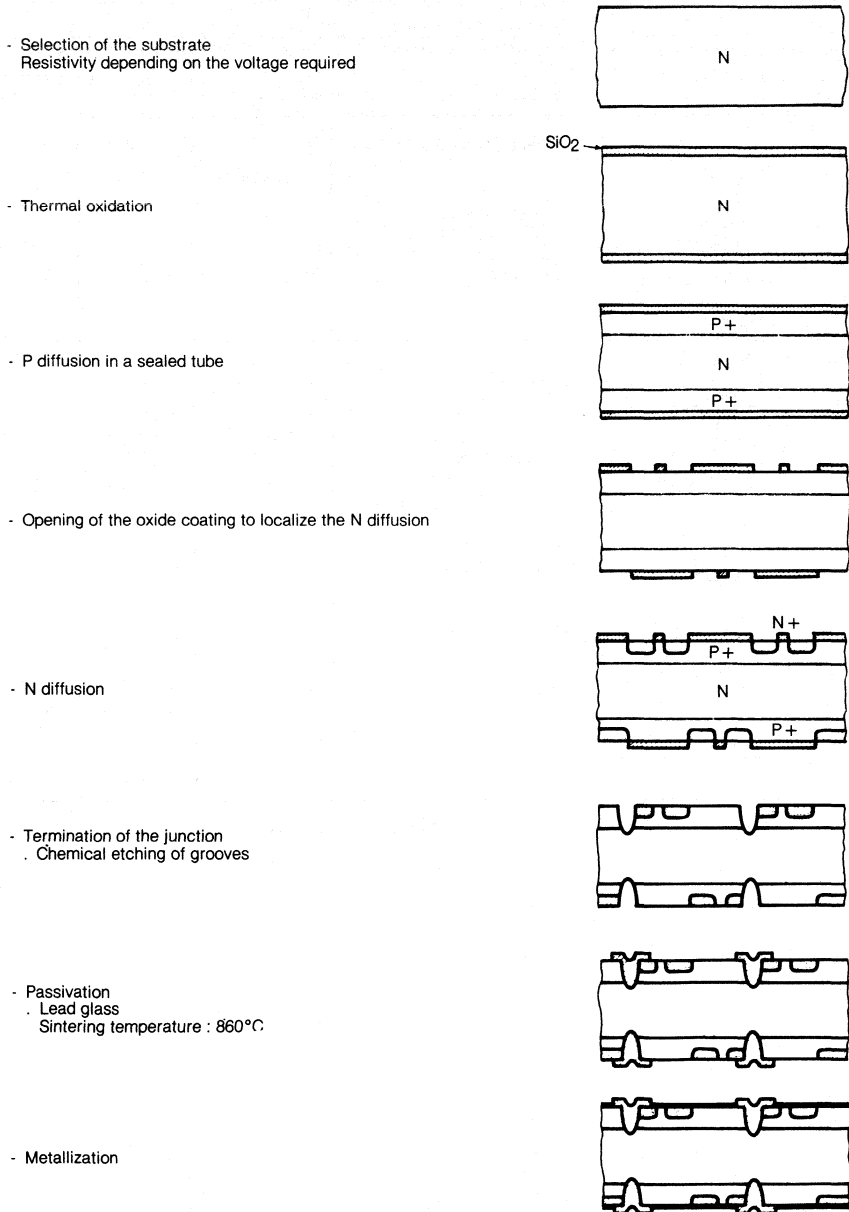 - Selection of the substrate
Resistivity depending on the voltage required
N
SiO2
- Thermal oxidation
N
P+
- P diffusion in a sealed tube
N
P+
- Opening of the oxide coating to localize the N diffusion
N+
P+
- N diffusion
N
P+
- Termination of the junction
. Chemical etching of grooves
- Passivation
. Lead glass
Sintering temperature : 860°C
- Metallization